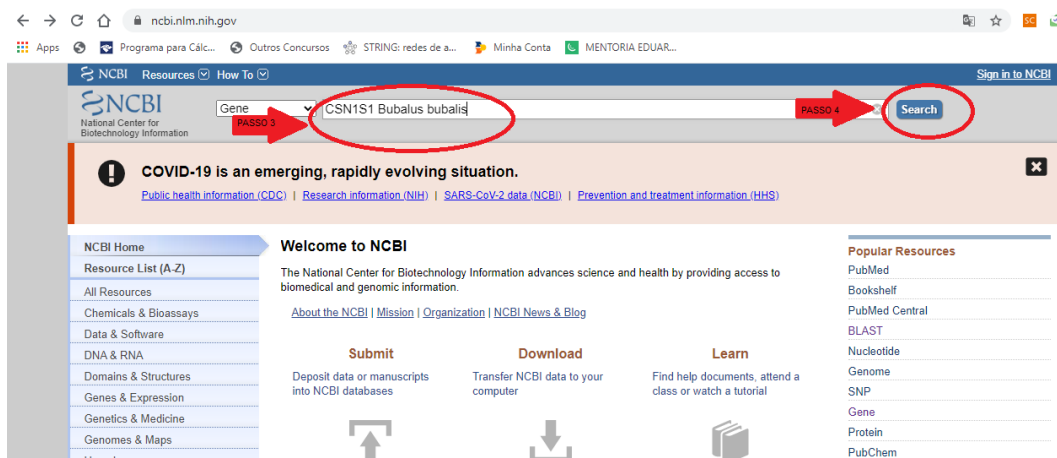 ncbi.nlm.nih.gov
Apps
Programa para Cálc...
Outros Concursos
STRING: redes de a...
Minha Conta
MENTORIA EDUAR...
NCBI Resources How To
Sign in to NCBI
NCBI
National Center for
Biotechnology Information
Gene
PASSO 3
CSN1S1 Bubalus bubalis
PASSO 4
Search
COVID-19 is an emerging, rapidly evolving situation.
Public health information (CDC) | Research information (NIH) | SARS-CoV-2 data (NCBI) | Prevention and treatment information (HHS)
NCBI Home
Resource List (A-Z)
All Resources
Chemicals & Bioassays
Data & Software
DNA & RNA
Domains & Structures
Genes & Expression
Genetics & Medicine
Genomes & Maps
Welcome to NCBI
The National Center for Biotechnology Information advances science and health by providing access to
biomedical and genomic information.
About the NCBI | Mission | Organization | NCBI News & Blog
Submit
Deposit data or manuscripts
into NCBI databases
Download
Transfer NCBI data to your
computer
Learn
Find help documents, attend a
class or watch a tutorial
Popular Resources
PubMed
Bookshelf
PubMed Central
BLAST
Nucleotide
Genome
SNP
Gene
Protein
PubChem